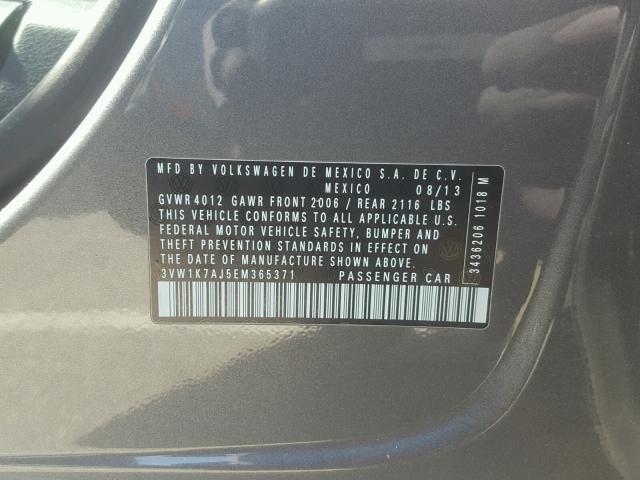 MFD BY VOLKSWAGEN DE MEXICO S.A. DE C.V.
MEXICO 08/13
GVWR 4012 GAWR FRONT 2006 / REAR 2116 LBS
THIS VEHICLE CONFORMS TO ALL APPLICABLE U.S.
FEDERAL MOTOR VEHICLE SAFETY, BUMPER AND
THEFT PREVENTION STANDARDS IN EFFECT ON
THE DATE OF MANUFACTURE SHOWN ABOVE.
3VW1K7AJ5EM365371 PASSENGER CAR
3436206 1018 M